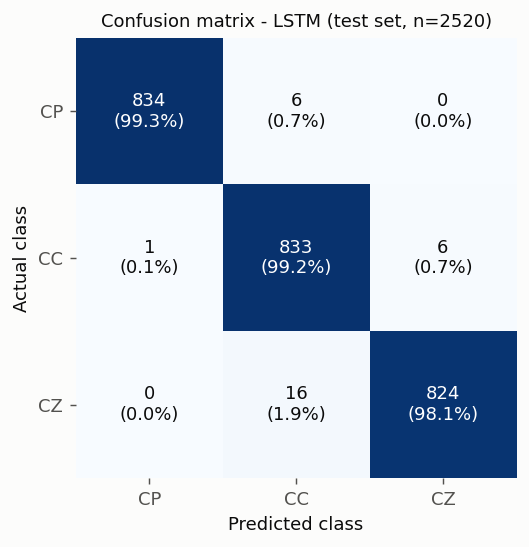 Confusion matrix - LSTM (test set, n=2520)
Actual class
CP
834
(99.3%)
6
(0.7%)
0
(0.0%)
CC
1
(0.1%)
833
(99.2%)
6
(0.7%)
CZ
0
(0.0%)
16
(1.9%)
824
(98.1%)
CP
CC
CZ
Predicted class